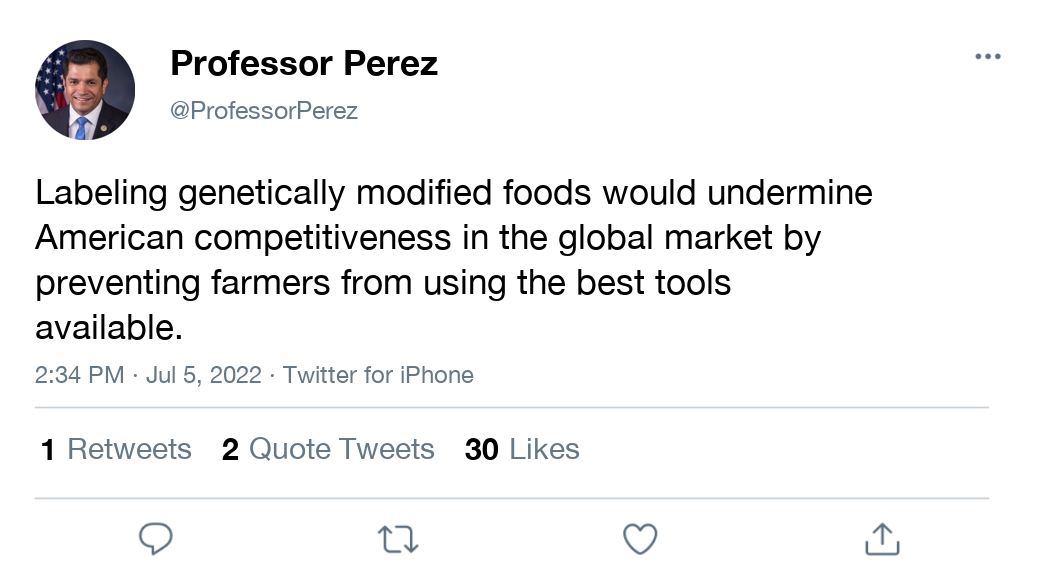 Professor Perez
@ProfessorPerez
Labeling genetically modified foods would undermine
American competitiveness in the global market by
preventing farmers from using the best tools
available.
2:34 PM · Jul 5, 2022 · Twitter for iPhone
1 Retweets 2 Quote Tweets 30 Likes